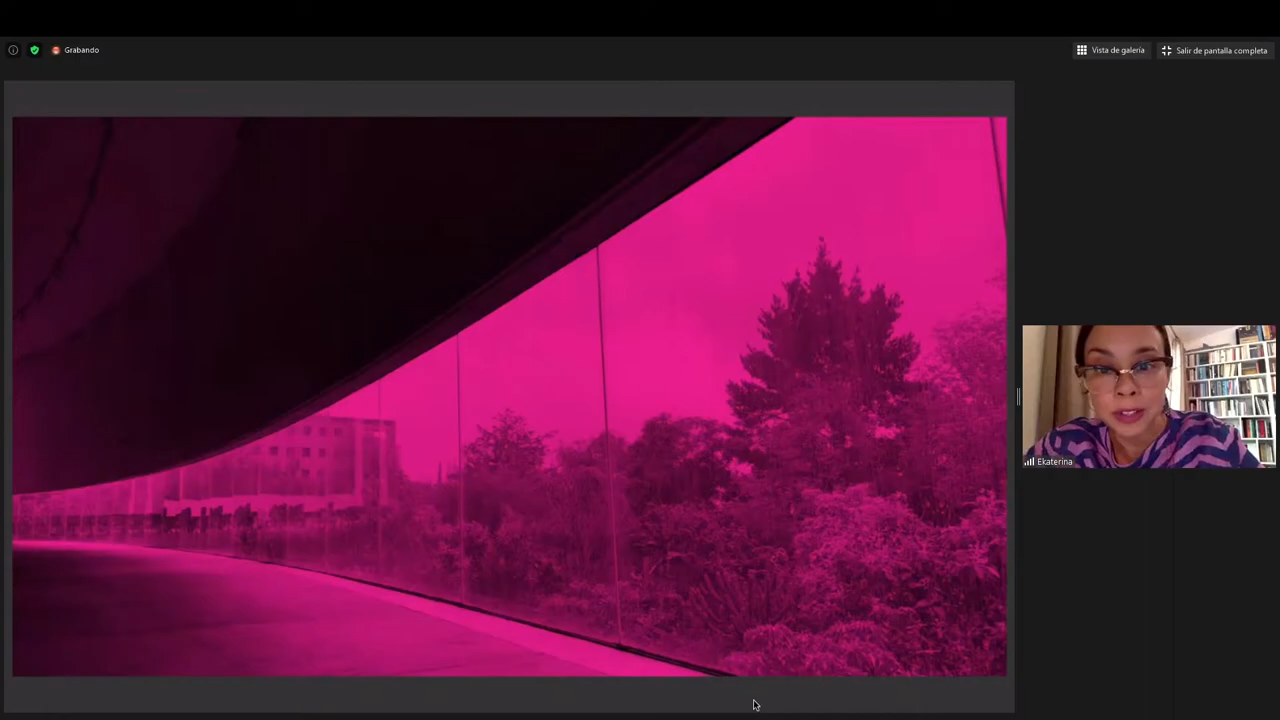 Grabando
Vista de galería
Salir de pantalla completa
Ekaterina